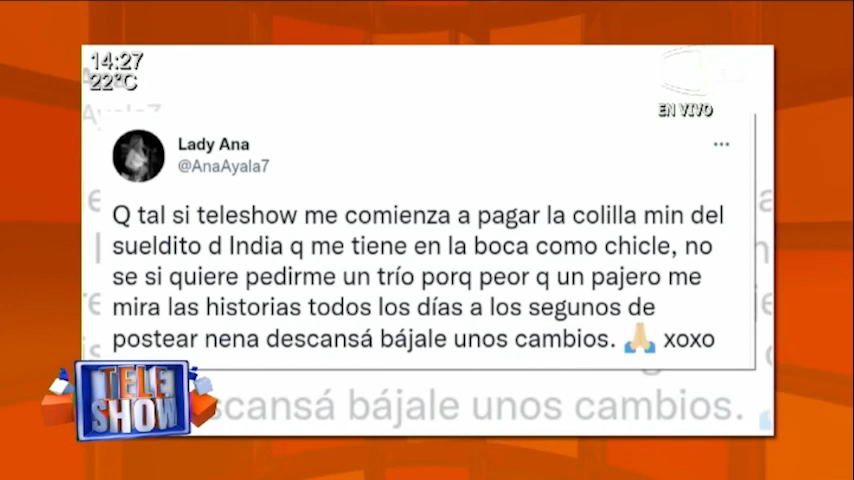 14:27
22°C
EN VIVO
Lady Ana
@AnaAyala7
Q tal si teleshow me comienza a pagar la colilla min del
sueldito d India q me tiene en la boca como chicle, no
se si quiere pedirme un trío porq peor q un pajero me
mira las historias todos los días a los segunos de
postear nena descansá bájale unos cambios. 🙏🏼 xoxo
TELE
SHOW
scansá bájale unos cambios.